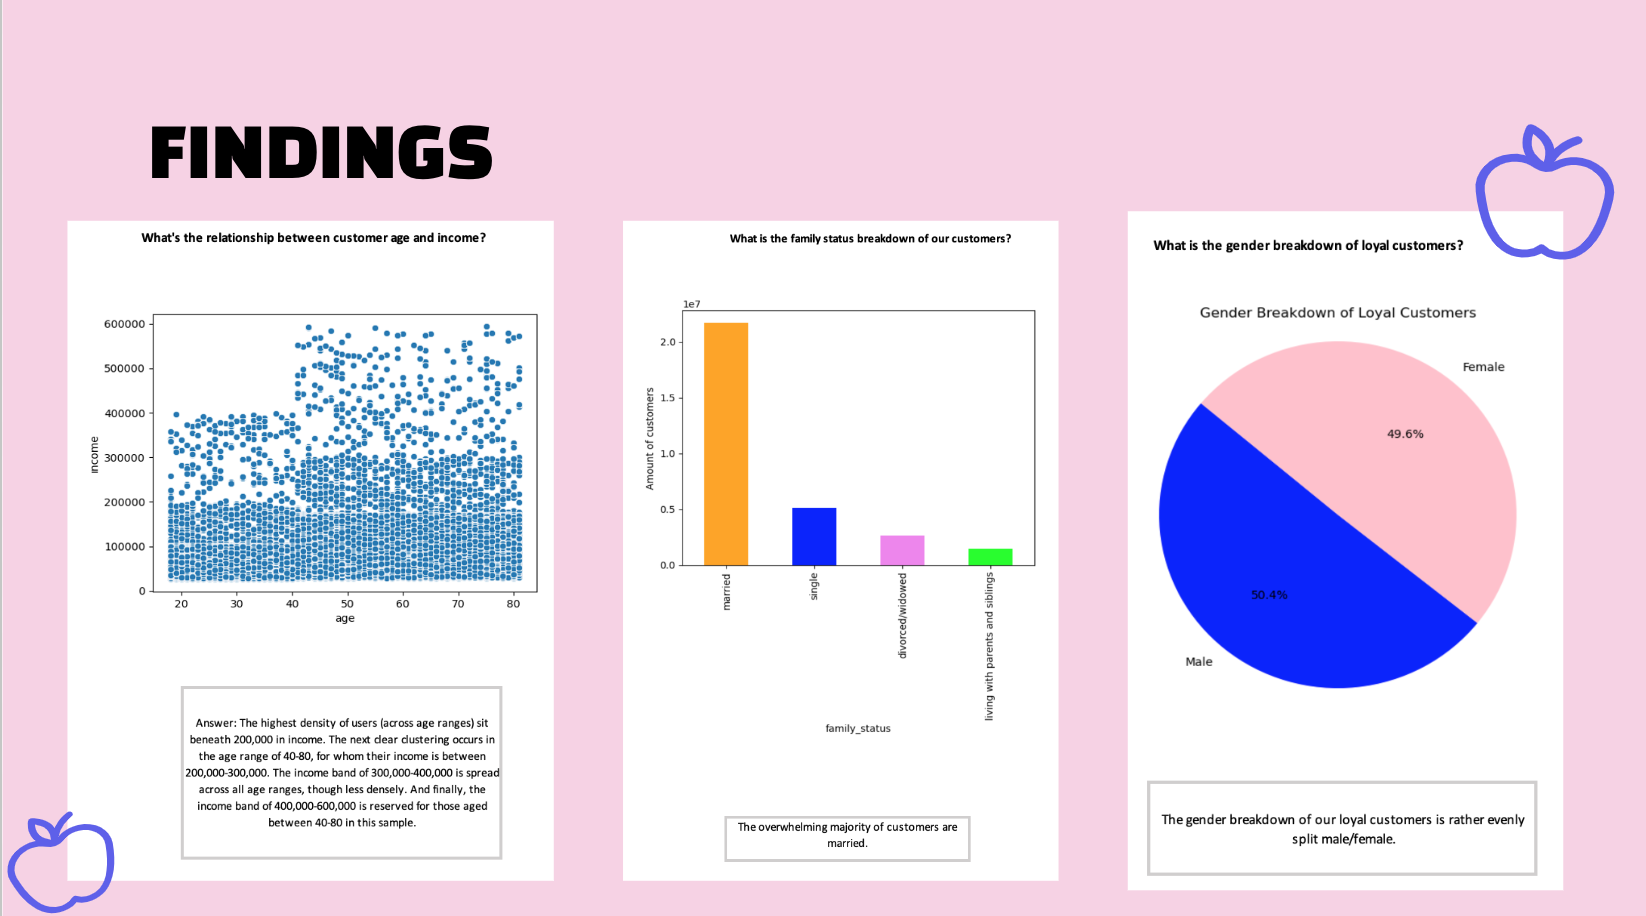 FINDINGS
What's the relationship between customer age and income?
600000
500000
400000
300000
200000
100000
0
income
20 30 40 50 60 70 80
age
Answer: The highest density of users (across age ranges) sit
beneath 200,000 in income. The next clear clustering occurs in
the age range of 40-80, for whom their income is between
200,000-300,000. The income band of 300,000-400,000 is spread
across all age ranges, though less densely. And finally, the
income band of 400,000-600,000 is reserved for those aged
between 40-80 in this sample.
What is the family status breakdown of our customers?
1e7
2.0
1.5
1.0
0.5
0.0
Amount of customers
married
single
divorced/widowed
living with parents and siblings
family_status
The overwhelming majority of customers are
married.
What is the gender breakdown of loyal customers?
Gender Breakdown of Loyal Customers
Female
49.6%
50.4%
Male
The gender breakdown of our loyal customers is rather evenly
split male/female.